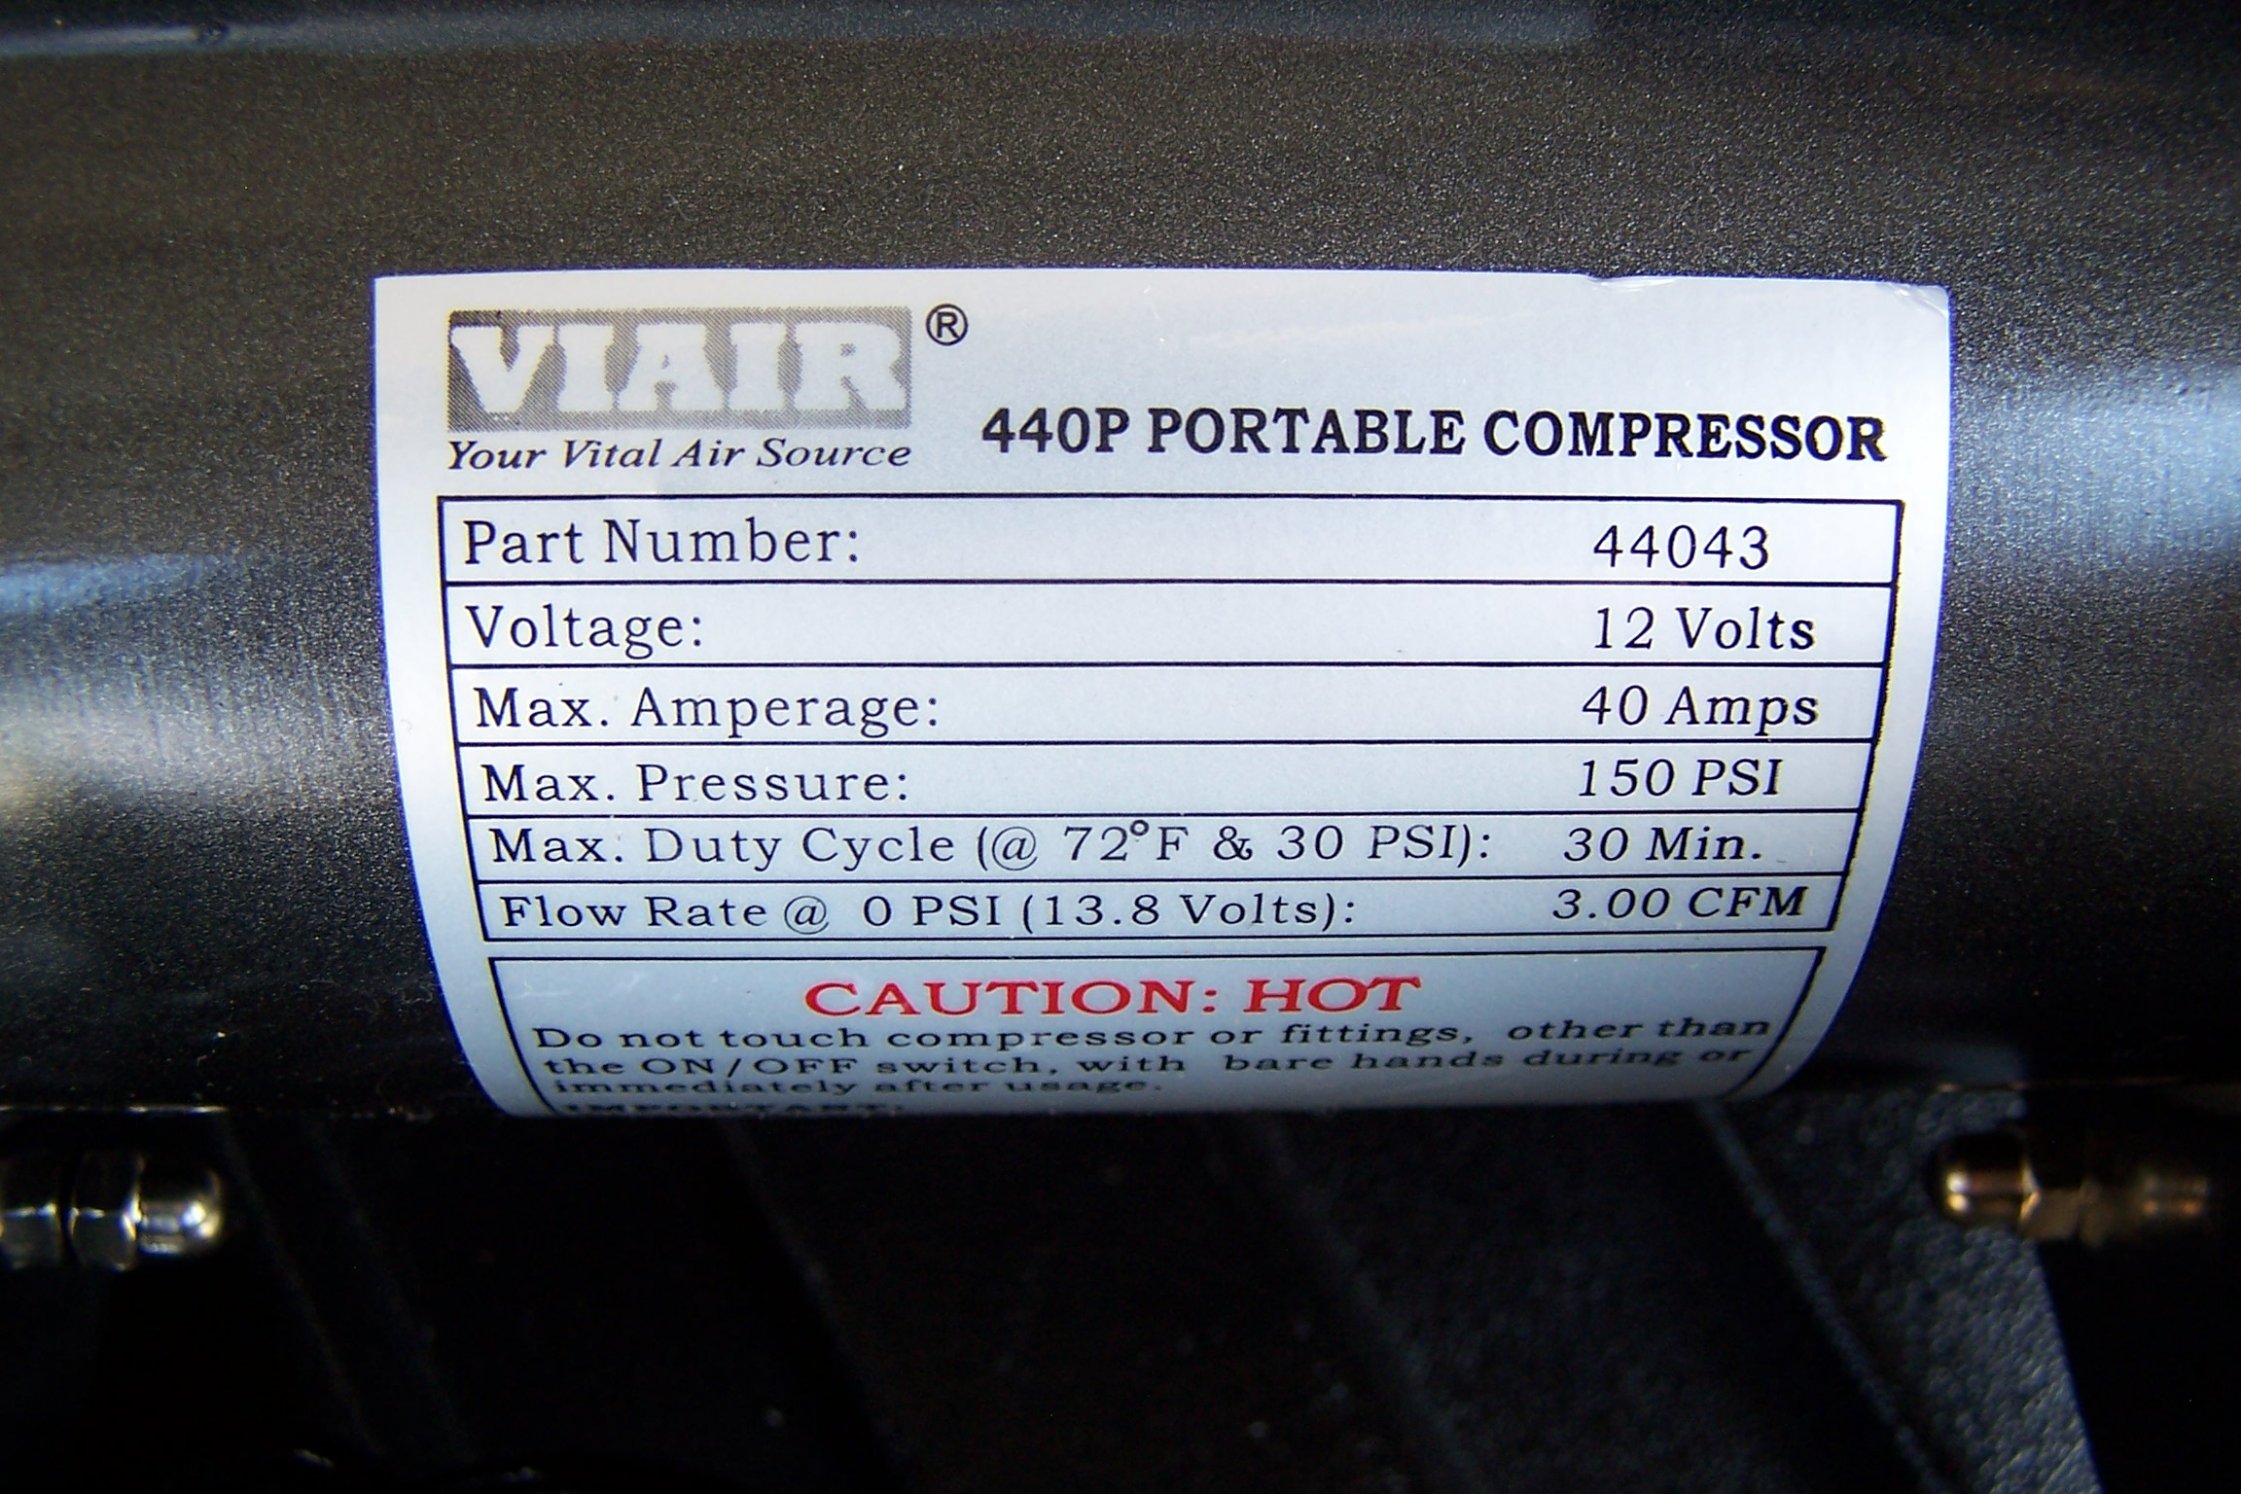 VIAIR®
Your Vital Air Source
440P PORTABLE COMPRESSOR
Part Number: 44043
Voltage: 12 Volts
Max. Amperage: 40 Amps
Max. Pressure: 150 PSI
Max. Duty Cycle (@ 72°F & 30 PSI): 30 Min.
Flow Rate @ 0 PSI (13.8 Volts): 3.00 CFM
CAUTION: HOT
Do not touch compressor or fittings, other than
the ON/OFF switch, with bare hands during or
immediately after usage.
IMPORTANT: